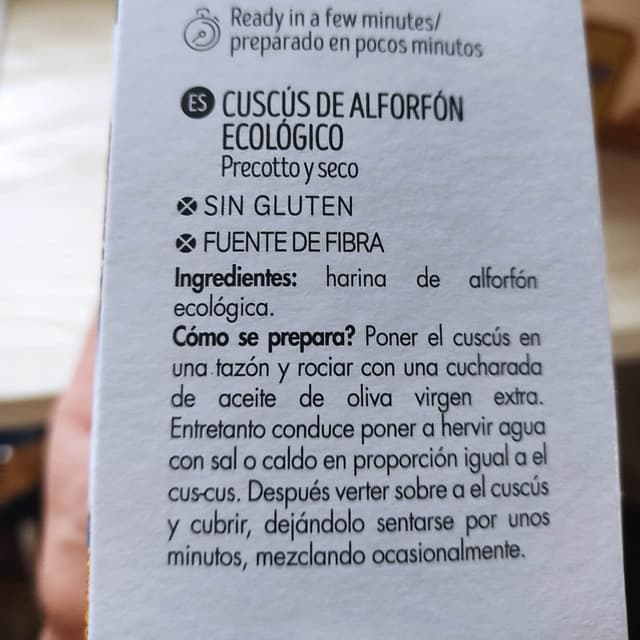 Ready in a few minutes/
preparado en pocos minutos
ES CUSCÚS DE ALFORFÓN
ECOLÓGICO
Precotto y seco
SIN GLUTEN
FUENTE DE FIBRA
Ingredientes: harina de alforfón
ecológica.
Cómo se prepara? Poner el cuscús en
una tazón y rociar con una cucharada
de aceite de oliva virgen extra.
Entretanto conduce poner a hervir agua
con sal o caldo en proporción igual a el
cus-cus. Después verter sobre a el cuscús
y cubrir, dejándolo sentarse por unos
minutos, mezclando ocasionalmente.